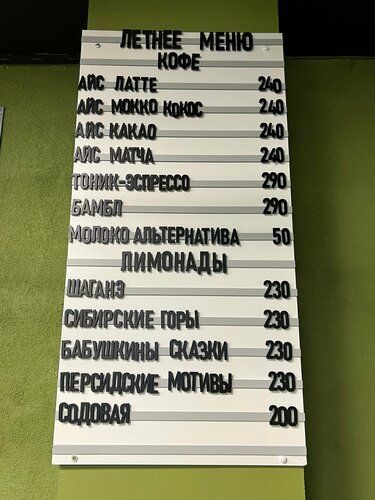 ЛЕТНЕЕ МЕНЮ
КОФЕ
АЙС ЛАТТЕ 240
АЙС МОККО КОКОС 240
АЙС КАКАО 240
АЙС МАТЧА 240
ТОНИК-ЭСПРЕССО 290
БАМБЛ 290
МОЛОКО АЛЬТЕРНАТИВА 50
ЛИМОНАДЫ
ШАГАНЭ 230
СИБИРСКИЕ ГОРЫ 230
БАБУШКИНЫ СКАЗКИ 230
ПЕРСИДСКИЕ МОТИВЫ 230
СОДОВАЯ 200